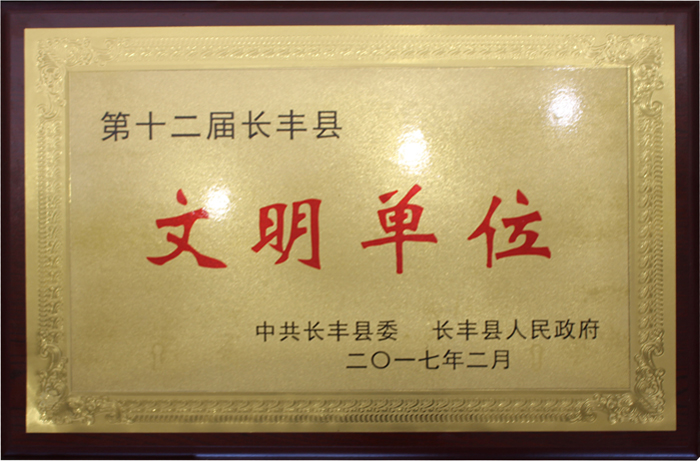 第十二届长丰县
文明单位
中共长丰县委 长丰县人民政府
二〇一七年二月